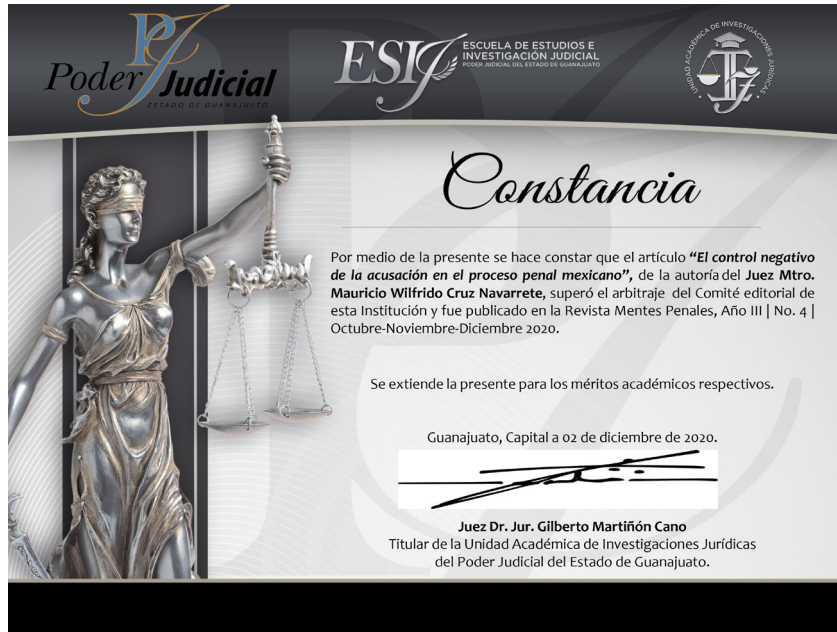 PJ
Poder Judicial
ESTADO DE GUANAJUATO
ESIJ
ESCUELA DE ESTUDIOS E
INVESTIGACIÓN JUDICIAL
PODER JUDICIAL DEL ESTADO DE GUANAJUATO
UNIDAD ACADÉMICA DE INVESTIGACIONES JURÍDICAS
Constancia
Por medio de la presente se hace constar que el artículo “El control negativo
de la acusación en el proceso penal mexicano”, de la autoría del Juez Mtro.
Mauricio Wilfrido Cruz Navarrete, superó el arbitraje del Comité editorial de
esta Institución y fue publicado en la Revista Mentes Penales, Año III | No. 4 |
Octubre-Noviembre-Diciembre 2020.
Se extiende la presente para los méritos académicos respectivos.
Guanajuato, Capital a 02 de diciembre de 2020.
Juez Dr. Jur. Gilberto Martiñón Cano
Titular de la Unidad Académica de Investigaciones Jurídicas
del Poder Judicial del Estado de Guanajuato.